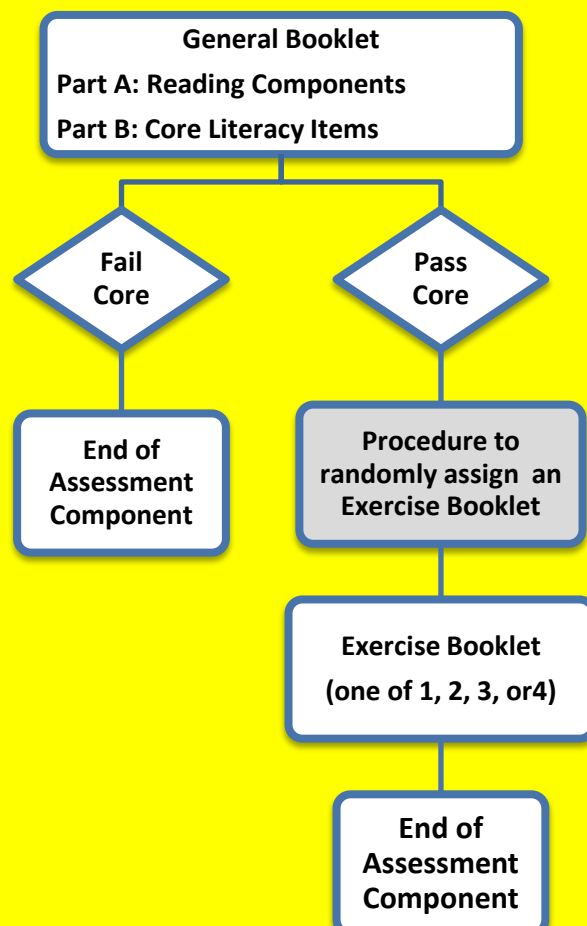 General Booklet
Part A: Reading Components
Part B: Core Literacy Items
Fail
Core
Pass
Core
End of
Assessment
Component
Procedure to
randomly assign an
Exercise Booklet
Exercise Booklet
(one of 1, 2, 3, or4)
End of
Assessment
Component